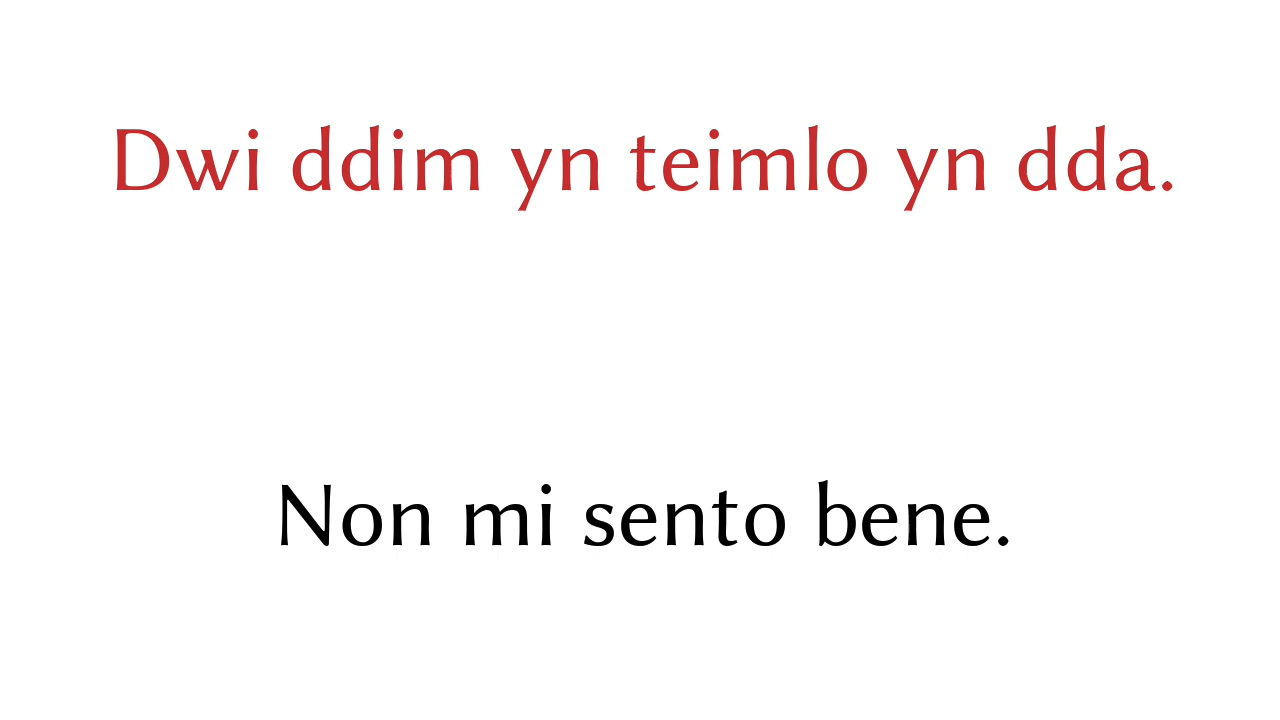 Dwi ddim yn teimlo yn dda.
Non mi sento bene.